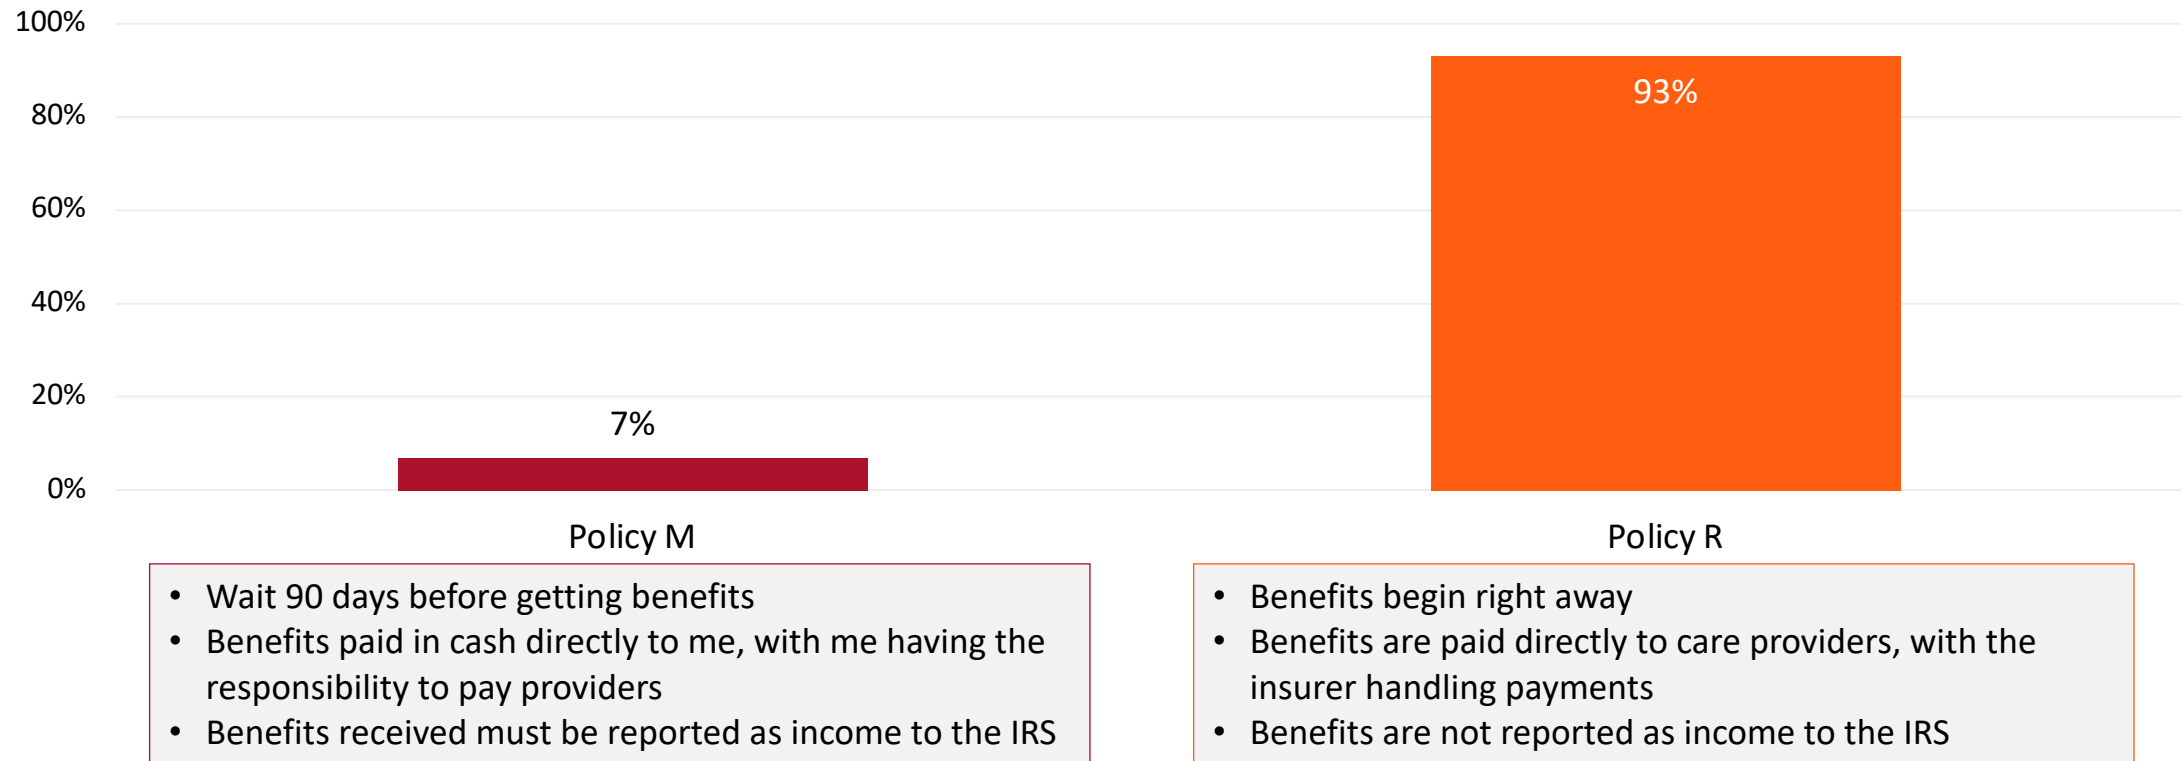 100%
80%
60%
40%
20%
0%
7%
93%
Policy M
Policy R
• Wait 90 days before getting benefits
• Benefits paid in cash directly to me, with me having the
responsibility to pay providers
• Benefits received must be reported as income to the IRS
• Benefits begin right away
• Benefits are paid directly to care providers, with the
insurer handling payments
• Benefits are not reported as income to the IRS